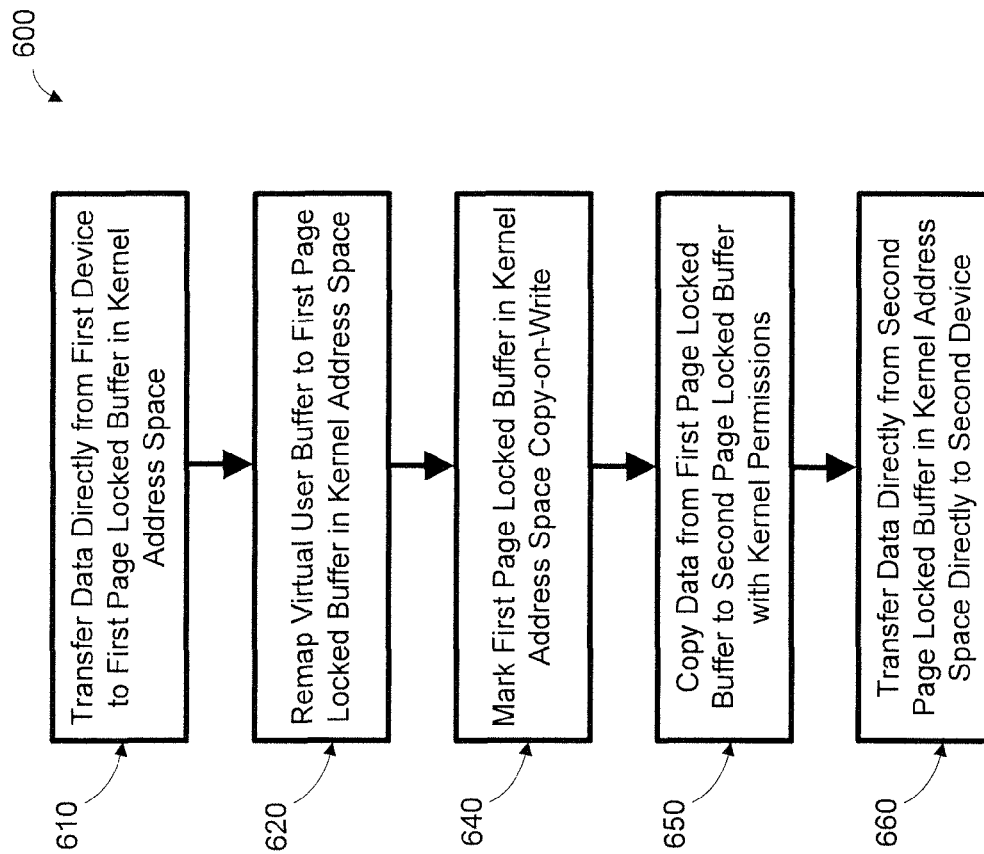 600
610
Transfer Data Directly from First Device
to First Page Locked Buffer in Kernel
Address Space
620
Remap Virtual User Buffer to First Page
Locked Buffer in Kernel Address Space
640
Mark First Page Locked Buffer in Kernel
Address Space Copy-on-Write
650
Copy Data from First Page Locked
Buffer to Second Page Locked Buffer
with Kernel Permissions
660
Transfer Data Directly from Second
Page Locked Buffer in Kernel Address
Space Directly to Second Device